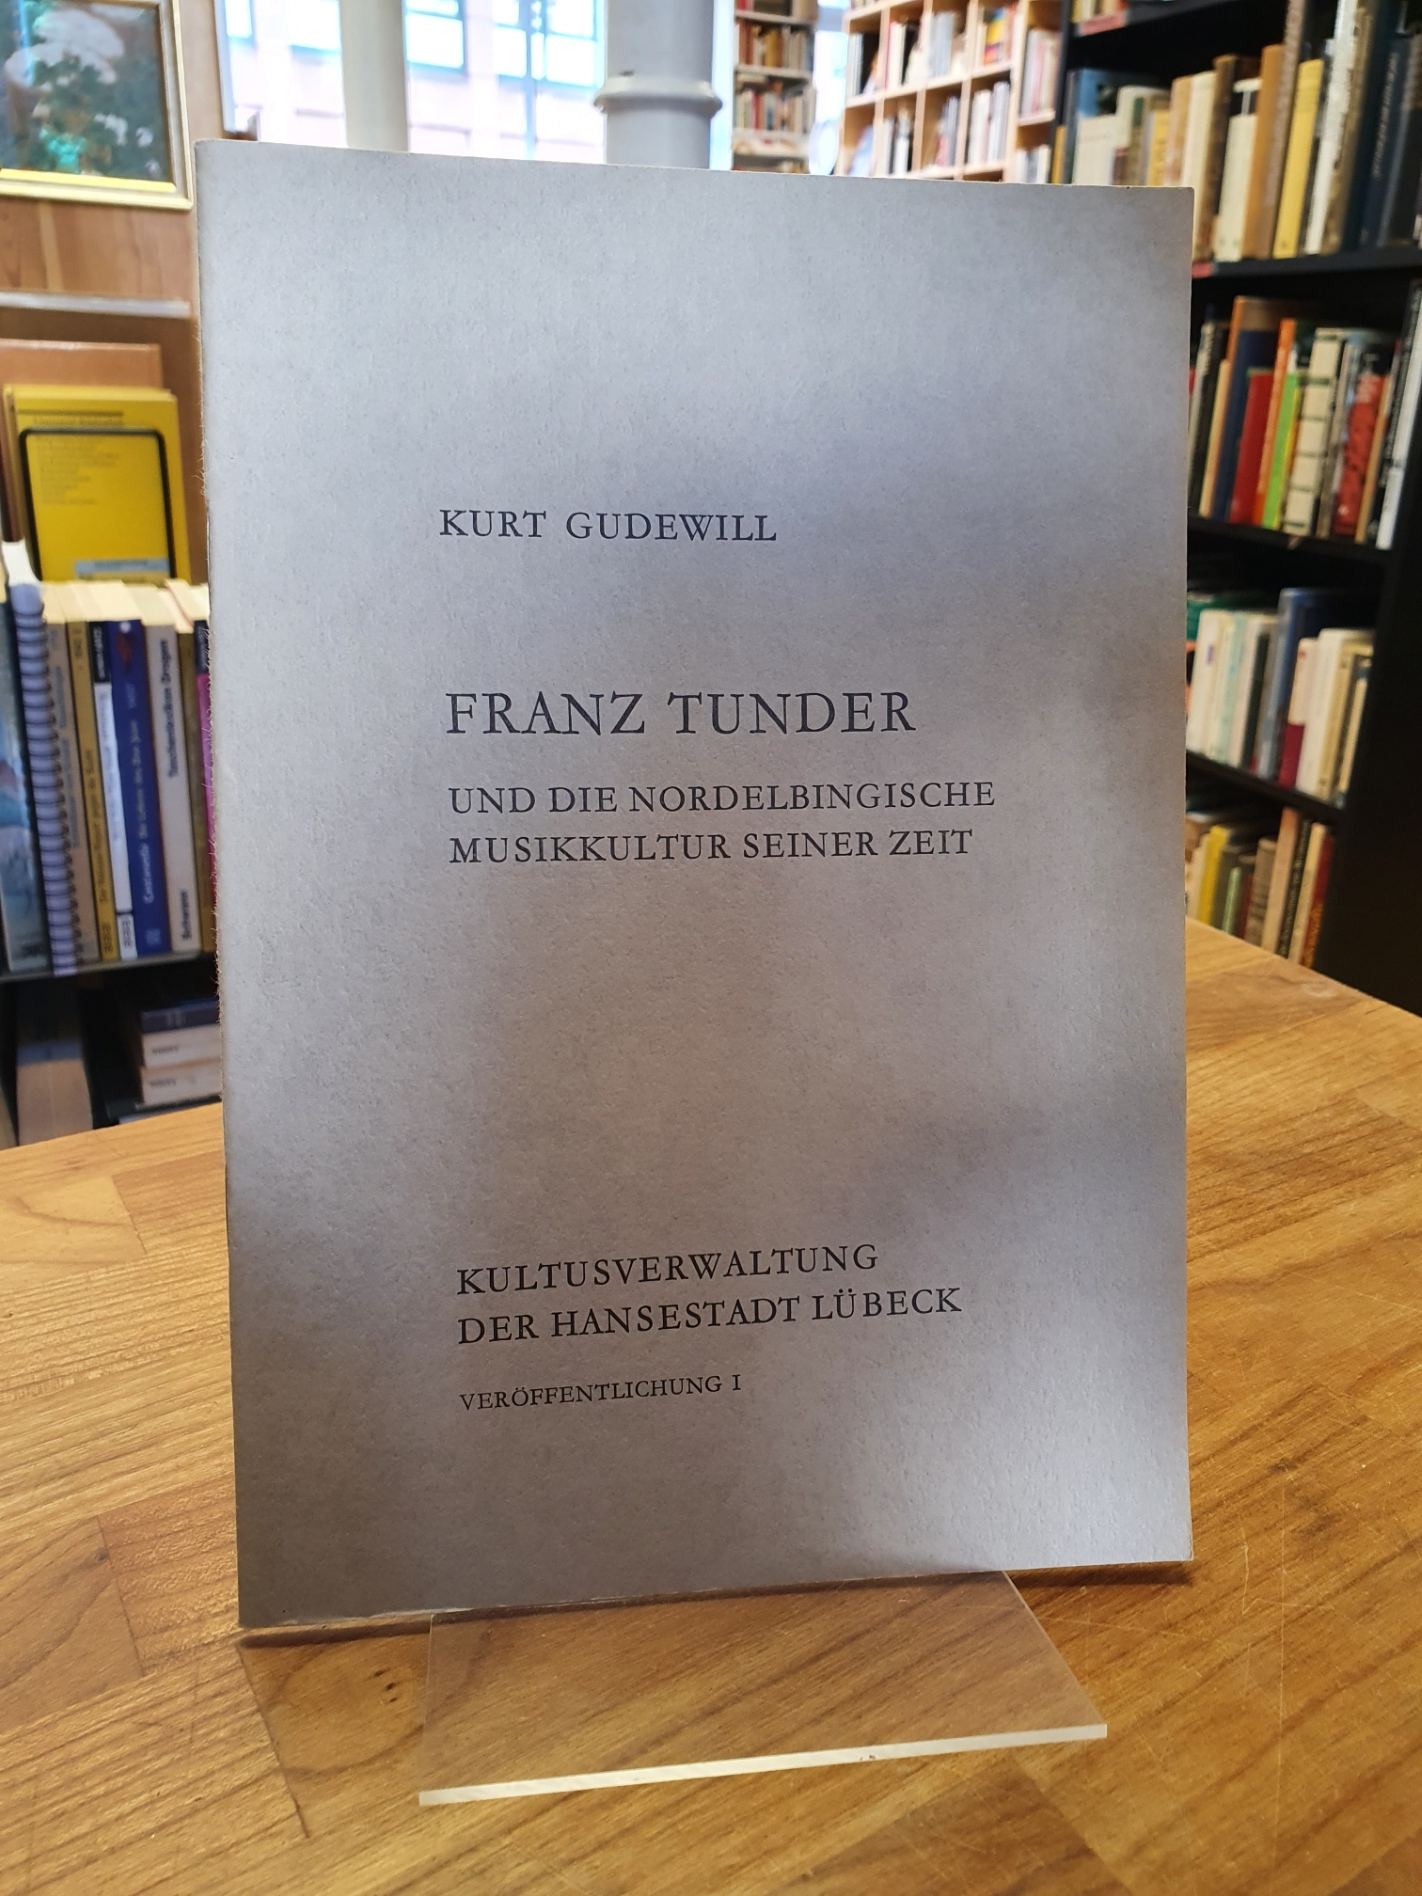 KURT GUDEWILL
FRANZ TUNDER
UND DIE NORDELBINGISCHE
MUSIKKULTUR SEINER ZEIT
KULTUSVERWALTUNG
DER HANSESTADT LÜBECK
VERÖFFENTLICHUNG I